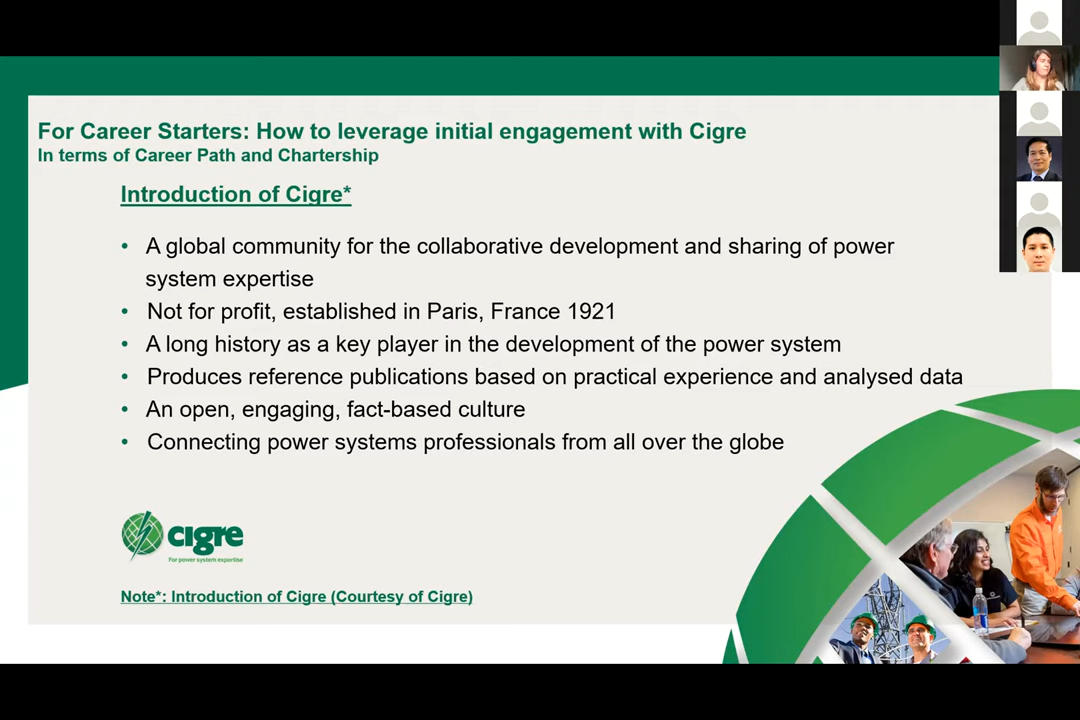 For Career Starters: How to leverage initial engagement with Cigre
In terms of Career Path and Chartership
Introduction of Cigre*
• A global community for the collaborative development and sharing of power
system expertise
• Not for profit, established in Paris, France 1921
• A long history as a key player in the development of the power system
• Produces reference publications based on practical experience and analysed data
• An open, engaging, fact-based culture
• Connecting power systems professionals from all over the globe
cigre
For power system expertise
Note*: Introduction of Cigre (Courtesy of Cigre)